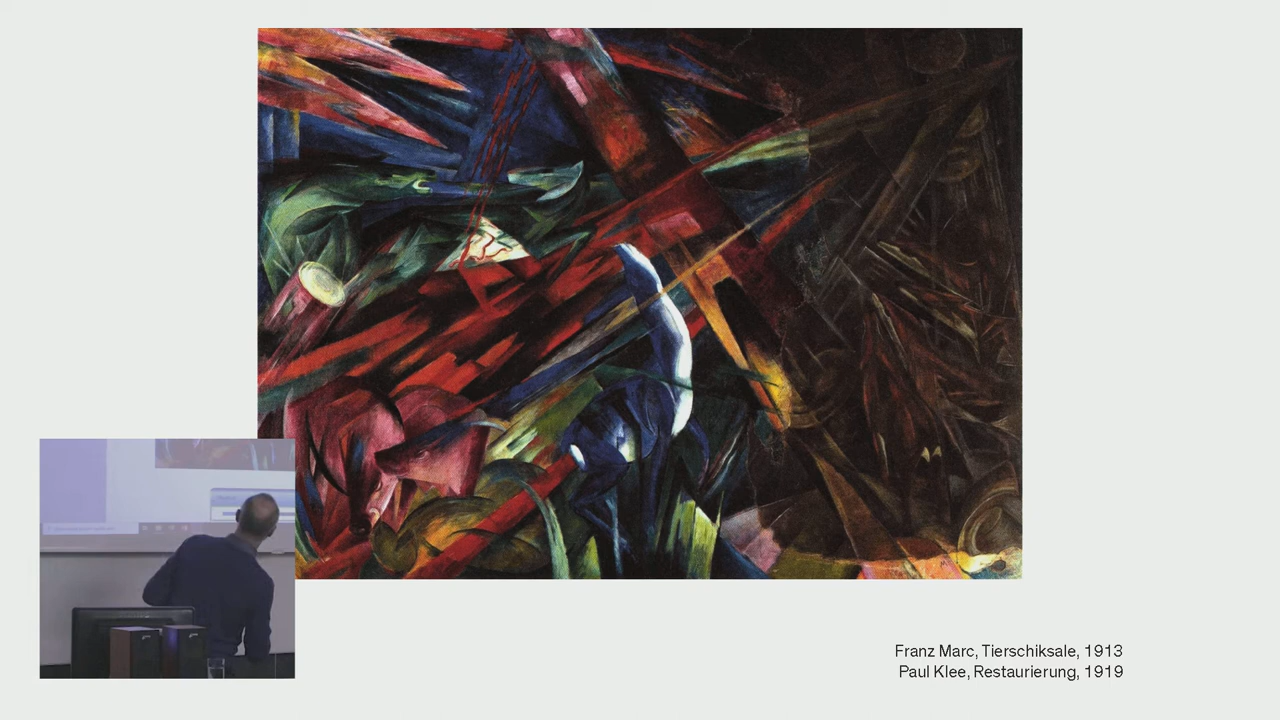 Franz Marc, Tierschiksale, 1913
Paul Klee, Restaurierung, 1919